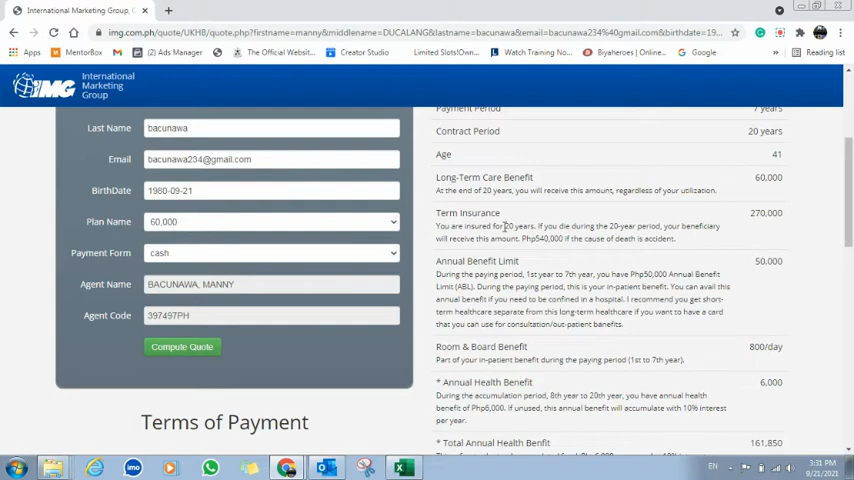 International Marketing Group, C
img.com.ph/quote/UKHB/quote.php?firstname=manny&middlename=DUCALANG&lastname=bacunawa&email=bacunawa234%40gmail.com&birthdate=19...
Apps
MentorBox
(2) Ads Manager
The Official Website...
Creator Studio
Limited Slots!Own...
Watch Training No...
Biyaheroes | Online...
Google
Reading list
IMG
International
Marketing
Group
Last Name
bacunawa
Email
bacunawa234@gmail.com
BirthDate
1980-09-21
Plan Name
60,000
Payment Form
cash
Agent Name
BACUNAWA, MANNY
Agent Code
397497PH
Compute Quote
Terms of Payment
Payment Period 7 years
Contract Period 20 years
Age 41
Long-Term Care Benefit 60,000
At the end of 20 years, you will receive this amount, regardless of your utilization.
Term Insurance 270,000
You are insured for 20 years. If you die during the 20-year period, your beneficiary
will receive this amount. Php540,000 if the cause of death is accident.
Annual Benefit Limit 50,000
During the paying period, 1st year to 7th year, you have Php50,000 Annual Benefit
Limit (ABL). During the paying period, this is your in-patient benefit. You can avail this
annual benefit if you need to be confined in a hospital. I recommend you get short-
term healthcare separate from this long-term healthcare if you want to have a card
that you can use for consultation/out-patient benefits.
Room & Board Benefit 800/day
Part of your in-patient benefit during the paying period (1st to 7th year).
* Annual Health Benefit 6,000
During the accumulation period, 8th year to 20th year, you have annual health
benefit of Php6,000. If unused, this annual benefit will accumulate with 10% interest
per year.
* Total Annual Health Benfit 161,850
EN
3:31 PM
9/21/2021